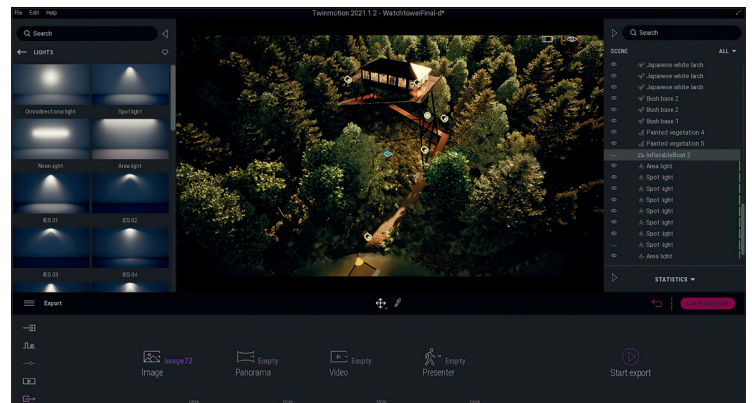 File Edit Help
Twinmotion 2021.1.2 - WatchtowerFinal-d*
Search
LIGHTS
Omnidirectional light
Spot light
Neon light
Area light
IES 01
IES 02
IES 03
IES 04
Search
SCENE
ALL
Japanese white larch
Japanese white larch
Japanese white larch
Bush base 2
Bush base 2
Bush base 1
Painted vegetation 4
Painted vegetation 5
InflatableBoat 2
Area light
Spot light
Spot light
Spot light
Spot light
Spot light
Spot light
Spot light
Area light
STATISTICS
Export
Image72
Image
Empty
Panorama
Empty
Video
Empty
Presenter
Start export